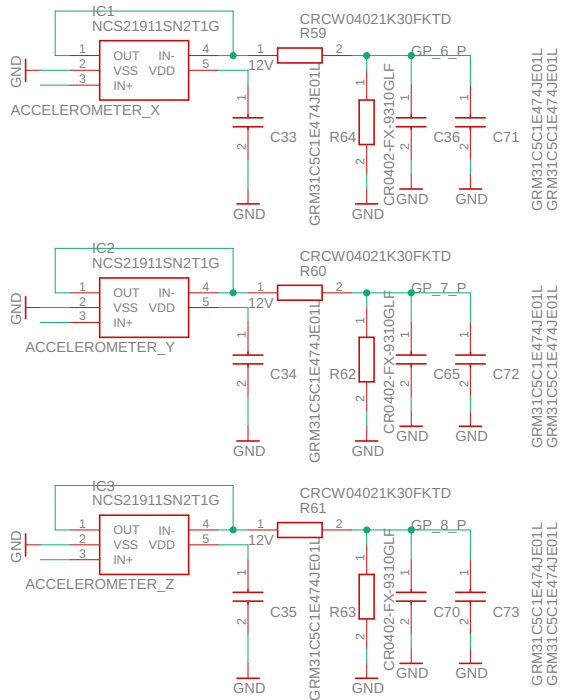 IC1
NCS21911SN2T1G
CRCW04021K30FKTD
R59
1 OUT IN- 4
2 VSS VDD 5
3 IN+
1 2
12V
GP_6_P
GND
ACCELEROMETER_X
1
2
C33
GRM31C5C1E474JE01L
1
2
R64
CR0402-FX-9310GLF
1
2
C36
1
2
C71
GRM31C5C1E474JE01L
GRM31C5C1E474JE01L
GND
GND
GND
GND
IC2
NCS21911SN2T1G
CRCW04021K30FKTD
R60
1 OUT IN- 4
2 VSS VDD 5
3 IN+
1 2
12V
GP_7_P
GND
ACCELEROMETER_Y
1
2
C34
GRM31C5C1E474JE01L
1
2
R62
CR0402-FX-9310GLF
1
2
C65
1
2
C72
GRM31C5C1E474JE01L
GRM31C5C1E474JE01L
GND
GND
GND
GND
IC3
NCS21911SN2T1G
CRCW04021K30FKTD
R61
1 OUT IN- 4
2 VSS VDD 5
3 IN+
1 2
12V
GP_8_P
GND
ACCELEROMETER_Z
1
2
C35
GRM31C5C1E474JE01L
1
2
R63
CR0402-FX-9310GLF
1
2
C70
1
2
C73
GRM31C5C1E474JE01L
GRM31C5C1E474JE01L
GND
GND
GND
GND